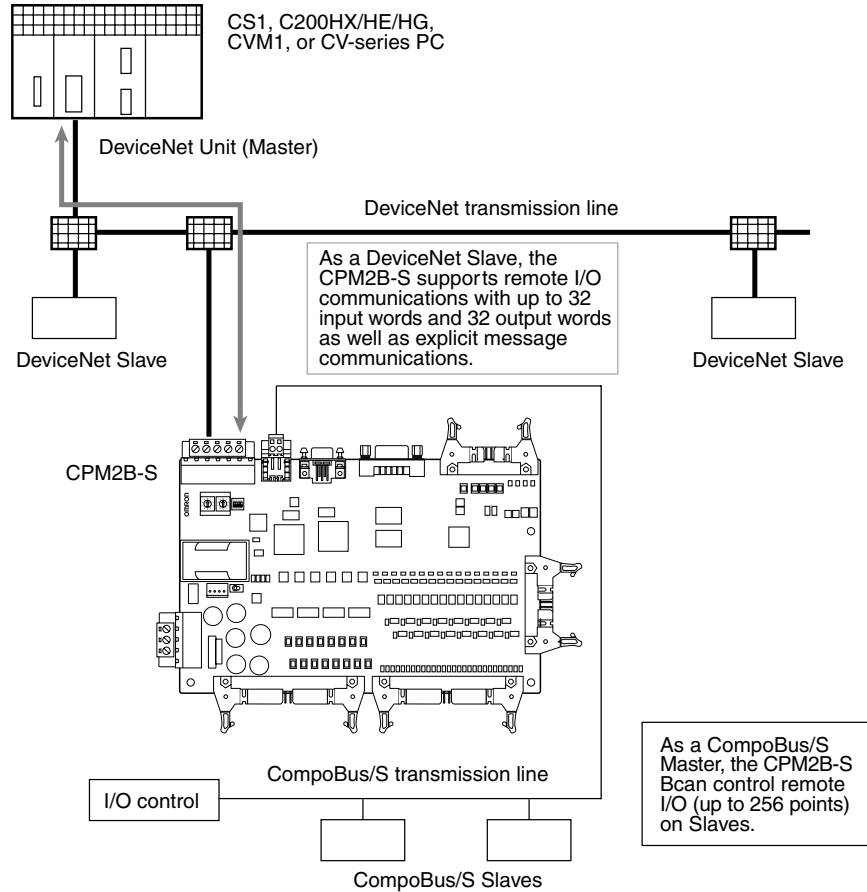 CS1, C200HX/HE/HG,
CVM1, or CV-series PC
DeviceNet Unit (Master)
DeviceNet transmission line
As a DeviceNet Slave, the
CPM2B-S supports remote I/O
communications with up to 32
input words and 32 output words
as well as explicit message
communications.
DeviceNet Slave
DeviceNet Slave
CPM2B-S
OMRON
As a CompoBus/S
Master, the CPM2B-S
Bcan control remote
I/O (up to 256 points)
on Slaves.
CompoBus/S transmission line
I/O control
CompoBus/S Slaves